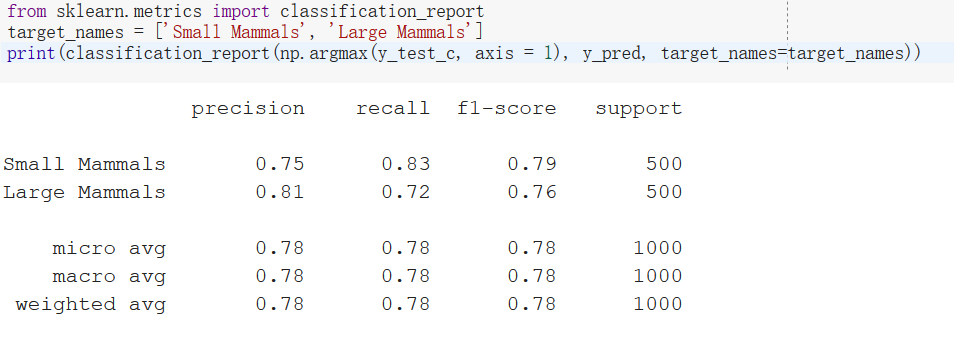 from sklearn.metrics import classification_report
target_names = ['Small Mammals', 'Large Mammals']
print(classification_report(np.argmax(y_test_c, axis = 1), y_pred, target_names=target_names))
precision recall f1-score support
Small Mammals 0.75 0.83 0.79 500
Large Mammals 0.81 0.72 0.76 500
micro avg 0.78 0.78 0.78 1000
macro avg 0.78 0.78 0.78 1000
weighted avg 0.78 0.78 0.78 1000